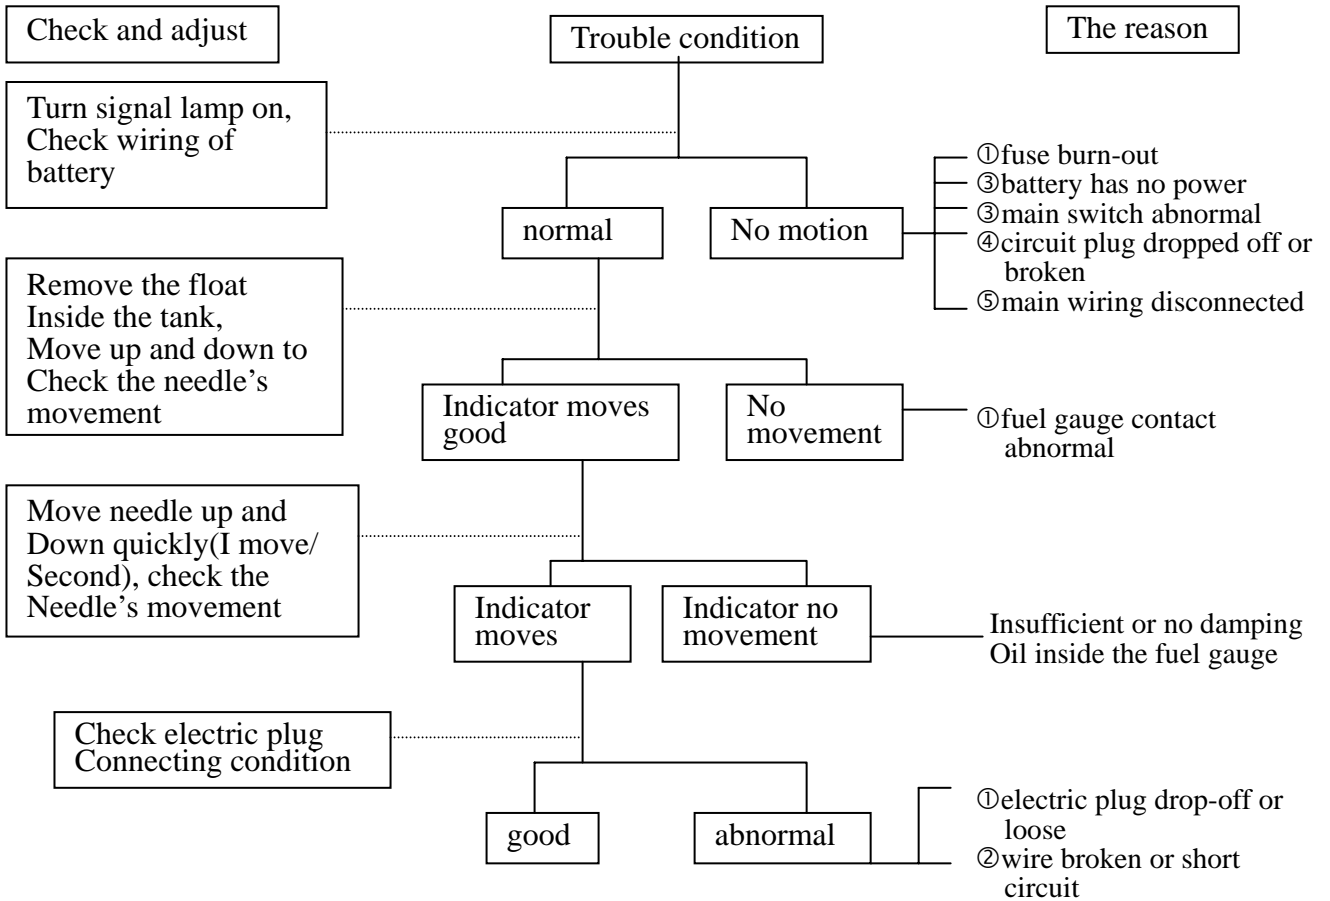 Check and adjust
Trouble condition
The reason
Turn signal lamp on,
Check wiring of
battery
①fuse burn-out
③battery has no power
③main switch abnormal
④circuit plug dropped off or
broken
⑤main wiring disconnected
normal
No motion
Remove the float
Inside the tank,
Move up and down to
Check the needle’s
movement
Indicator moves
good
No
movement
①fuel gauge contact
abnormal
Move needle up and
Down quickly(I move/
Second), check the
Needle’s movement
Indicator
moves
Indicator no
movement
Insufficient or no damping
Oil inside the fuel gauge
Check electric plug
Connecting condition
good
abnormal
①electric plug drop-off or
loose
②wire broken or short
circuit